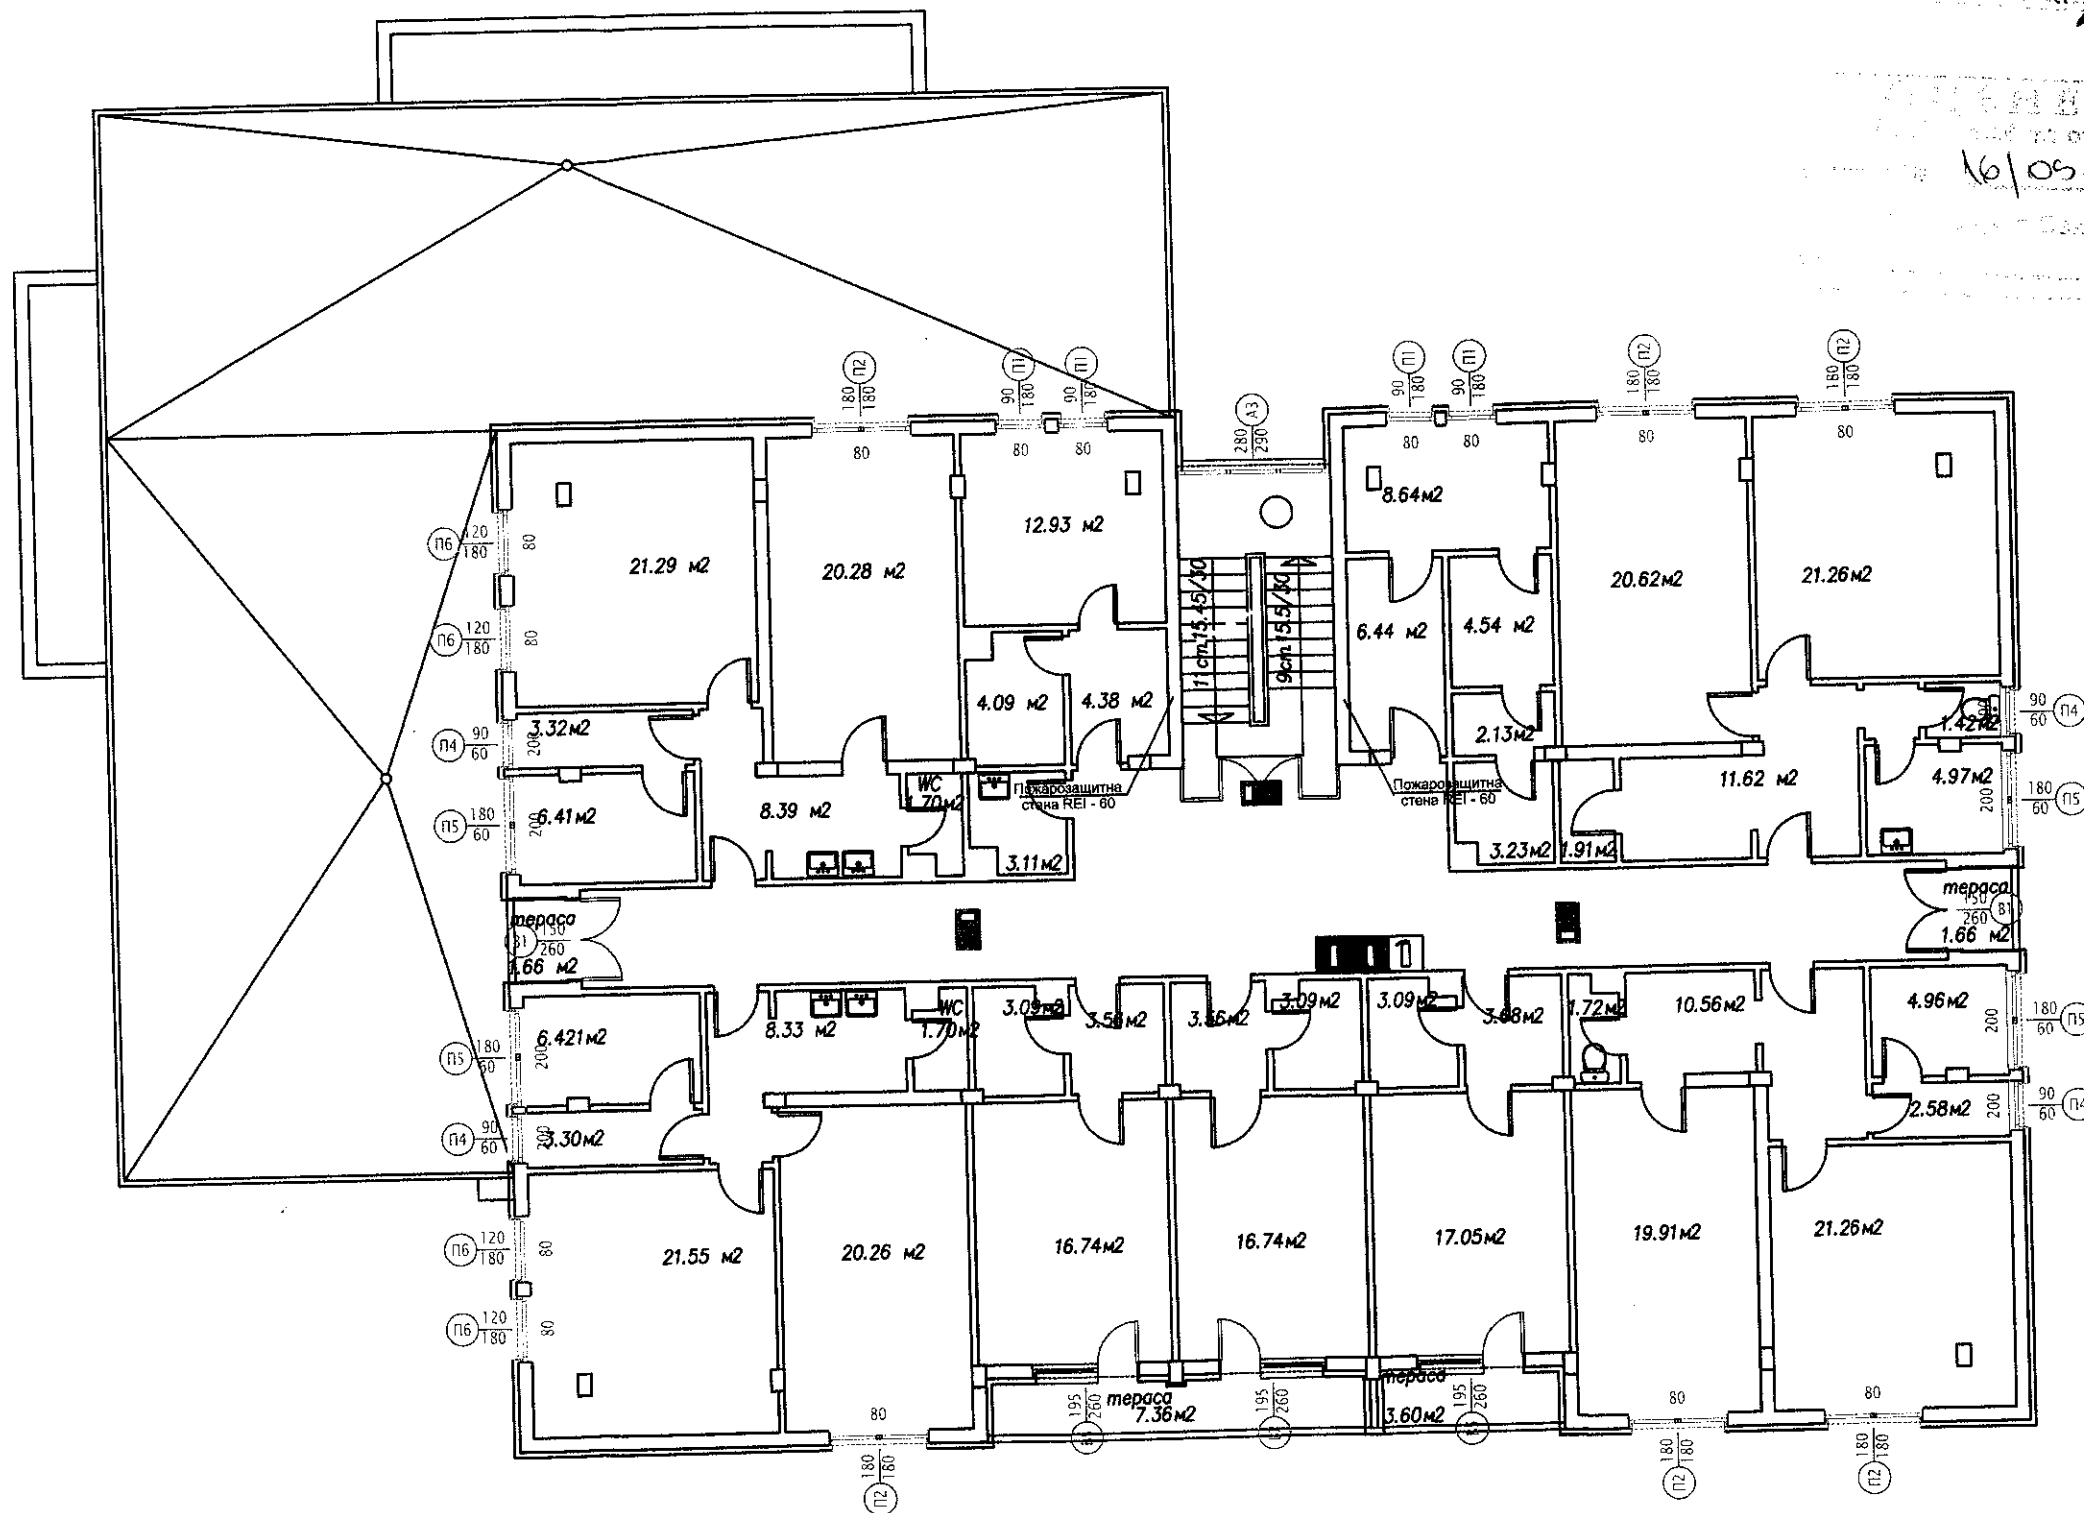 16/05
П2
180
180
П1
90
180
П1
90
180
А3
280
290
П1
90
180
П1
90
180
П2
180
180
П2
180
180
80
80
80
80
80
80
80
П6 120
180
80
П6 120
180
80
21.29 м2
20.28 м2
12.93 м2
8.64м2
20.62м2
21.26м2
11 ст.15.45/30
9ст.15.5/30
6.44 м2
4.54 м2
4.09 м2
4.38 м2
2.13м2
1.42м2
90
60 П4
3.32м2
П4 90
60
200
6.41м2
П5 180
60
200
8.39 м2
WC
1.70м2
3.11м2
Пожарозащитна
стена REI - 60
Пожарозащитна
стена REI - 60
3.23м2
1.91м2
11.62 м2
4.97м2
200
180
60 П5
тераса
В1 150
260
1.66 м2
тераса
150
260 В1
1.66 м2
6.421м2
П5 180
60
200
8.33 м2
WC
1.70м2
3.09м2
3.56м2
3.56м2
3.09м2
3.09м2
3.68м2
1.72м2
10.56м2
4.96м2
200
180
60 П5
3.30м2
П4 90
60
200
2.58м2
200
90
60 П4
П6 120
180
80
П6 120
180
80
21.55 м2
20.26 м2
16.74м2
16.74м2
17.05м2
19.91м2
21.26м2
тераса
7.36м2
тераса
3.60м2
195
260
195
260
195
260
80
80
80
180
180
П2
180
180
П2
180
180
П2